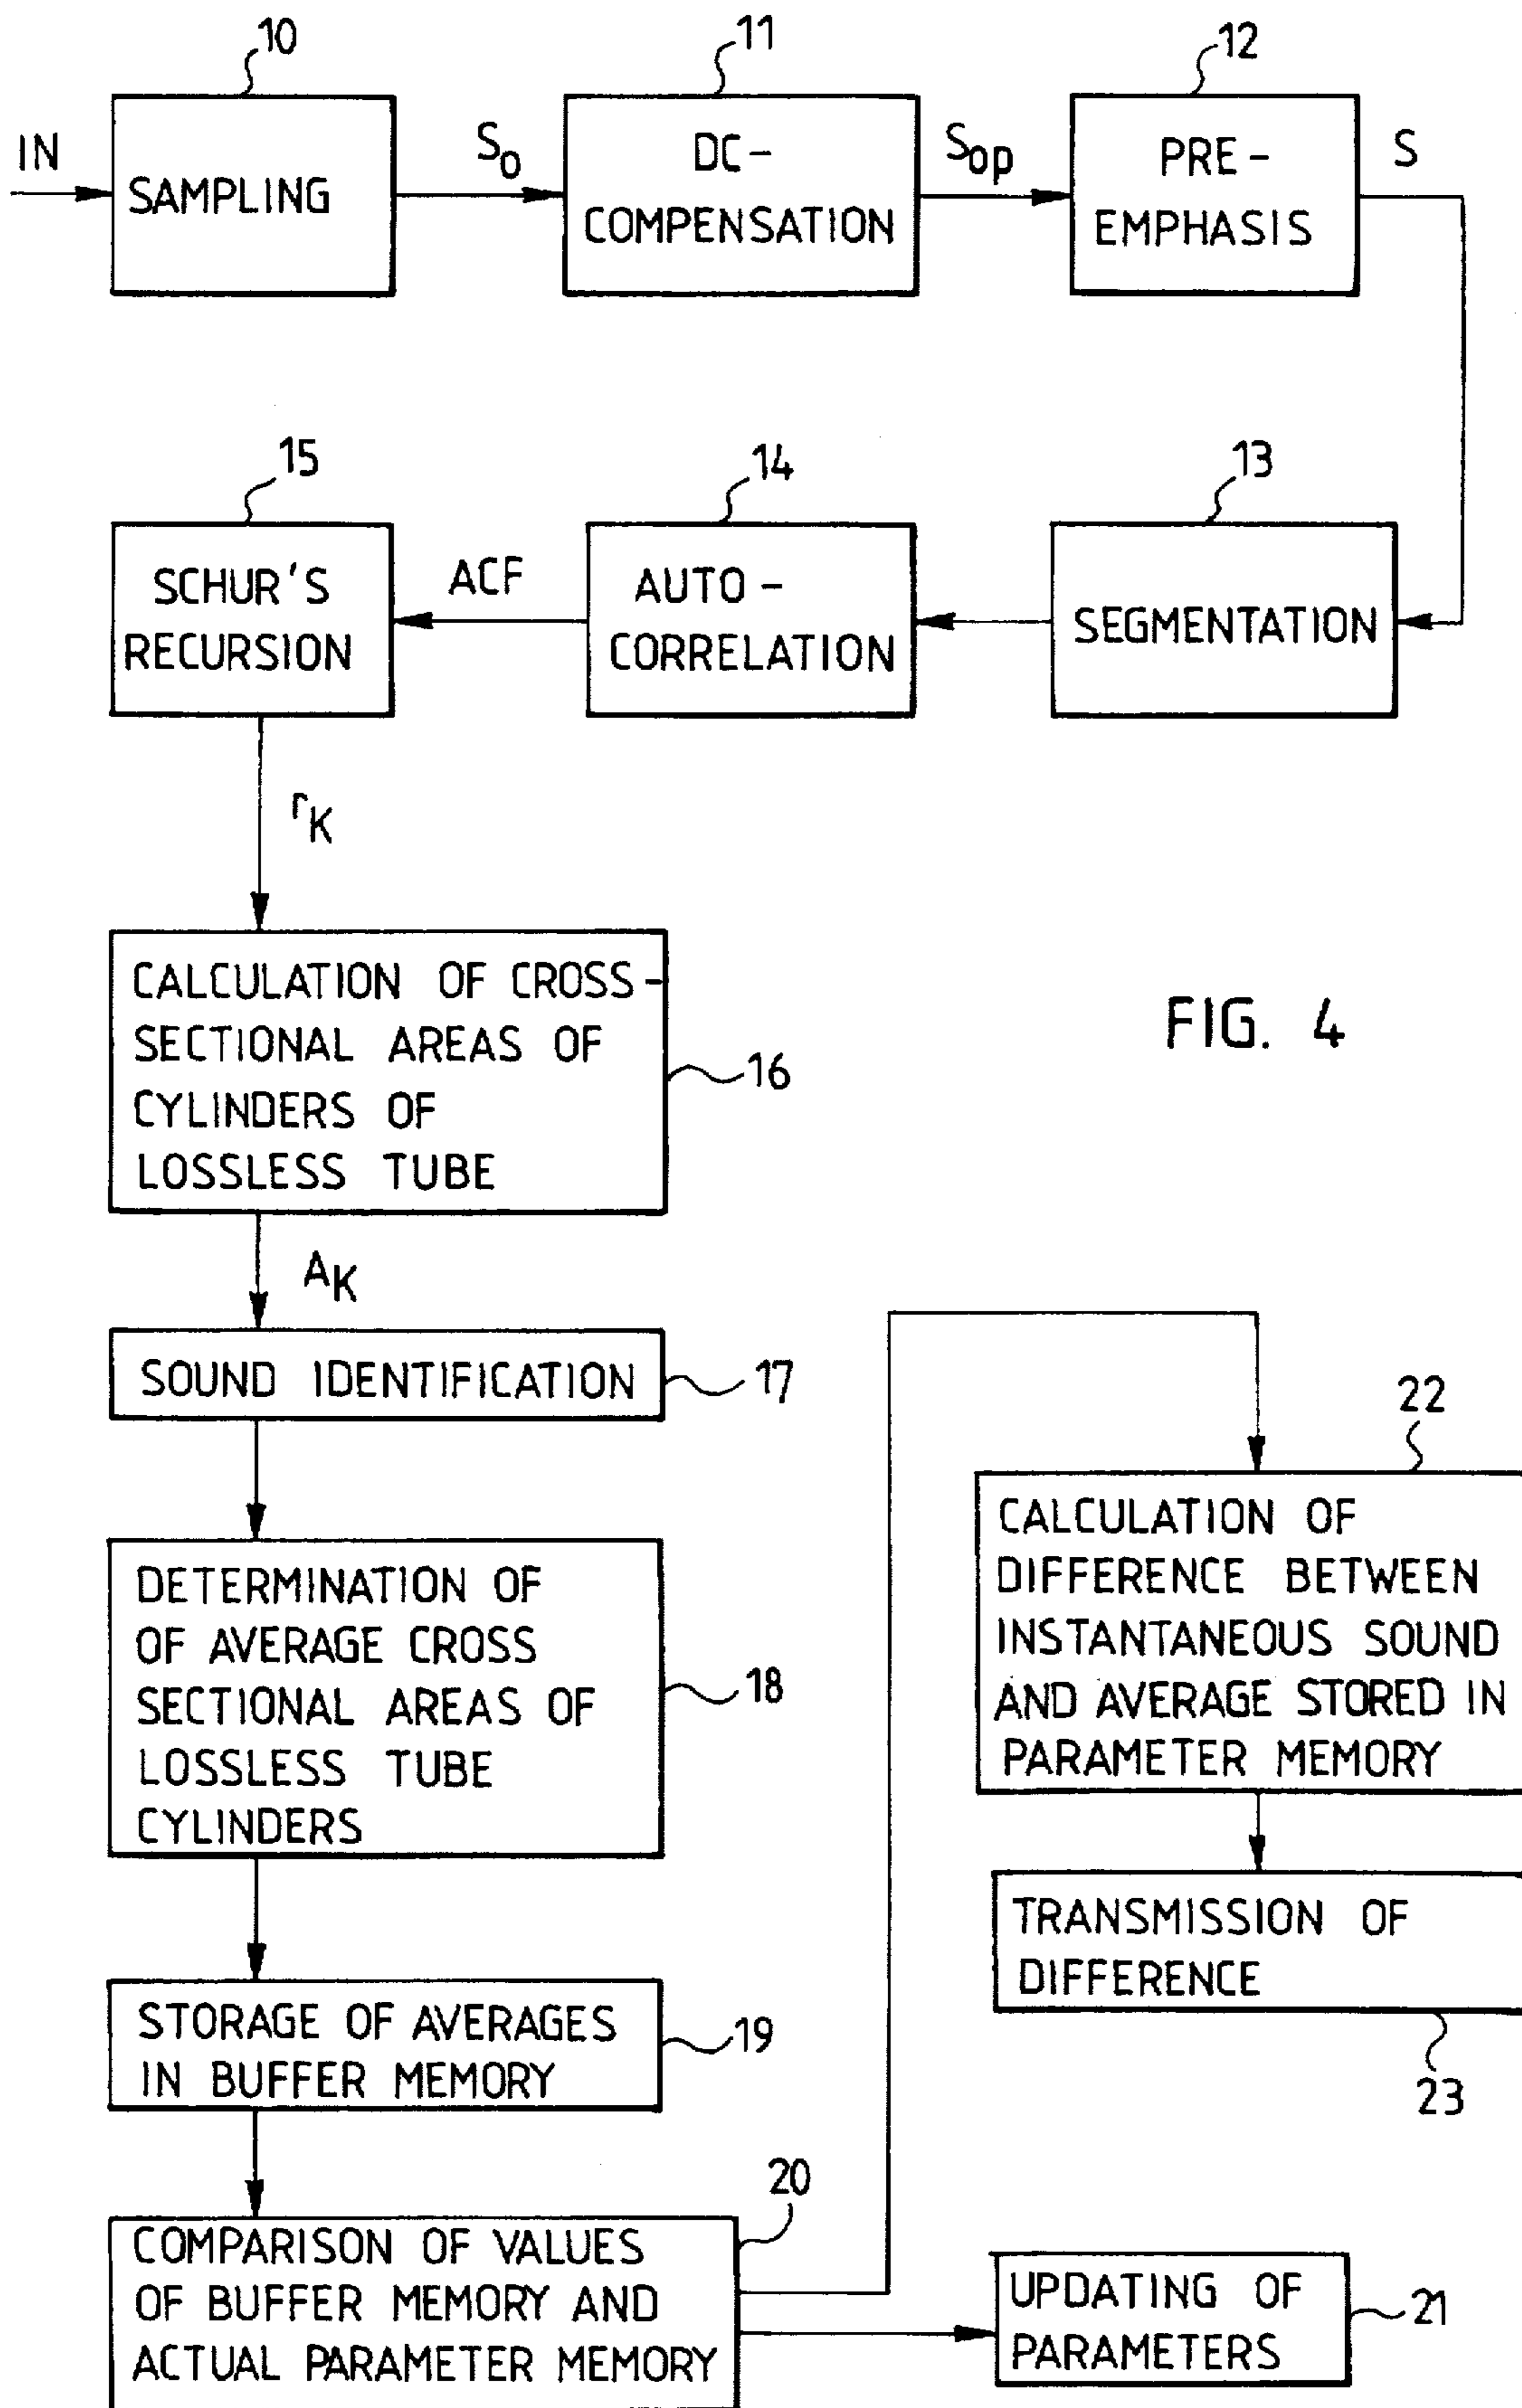 10
11
12
IN
SAMPLING
So
DC-
COMPENSATION
Sop
PRE-
EMPHASIS
S
15
14
13
SCHUR'S
RECURSION
ACF
AUTO-
CORRELATION
SEGMENTATION
rK
CALCULATION OF CROSS-
SECTIONAL AREAS OF
CYLINDERS OF
LOSSLESS TUBE
16
FIG. 4
AK
SOUND IDENTIFICATION
17
DETERMINATION OF
OF AVERAGE CROSS
SECTIONAL AREAS OF
LOSSLESS TUBE
CYLINDERS
18
STORAGE OF AVERAGES
IN BUFFER MEMORY
19
COMPARISON OF VALUES
OF BUFFER MEMORY AND
ACTUAL PARAMETER MEMORY
20
22
CALCULATION OF
DIFFERENCE BETWEEN
INSTANTANEOUS SOUND
AND AVERAGE STORED IN
PARAMETER MEMORY
TRANSMISSION OF
DIFFERENCE
23
UPDATING OF
PARAMETERS
21